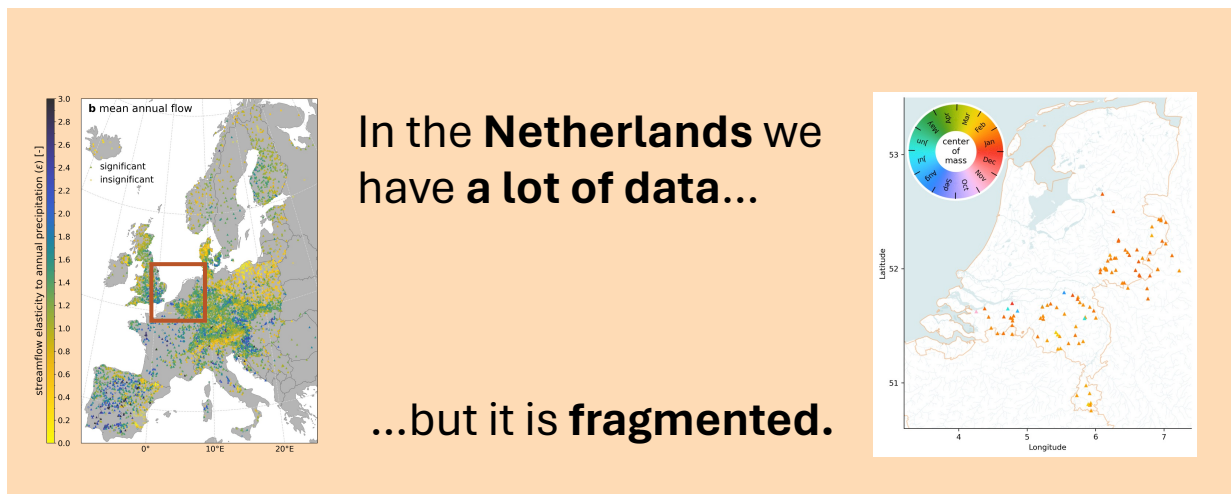 b mean annual flow
significant
insignificant
streamflow elasticity to annual precipitation (ε) [-]
3.0
2.8
2.6
2.4
2.2
2.0
1.8
1.6
1.4
1.2
1.0
0.8
0.6
0.4
0.2
0.0
0°
10°E
20°E
In the Netherlands we
have a lot of data...
...but it is fragmented.
center
of
mass
Jan
Feb
Mar
Apr
May
Jun
Jul
Aug
Sep
Oct
Nov
Dec
Latitude
53
52
51
4
5
6
7
Longitude